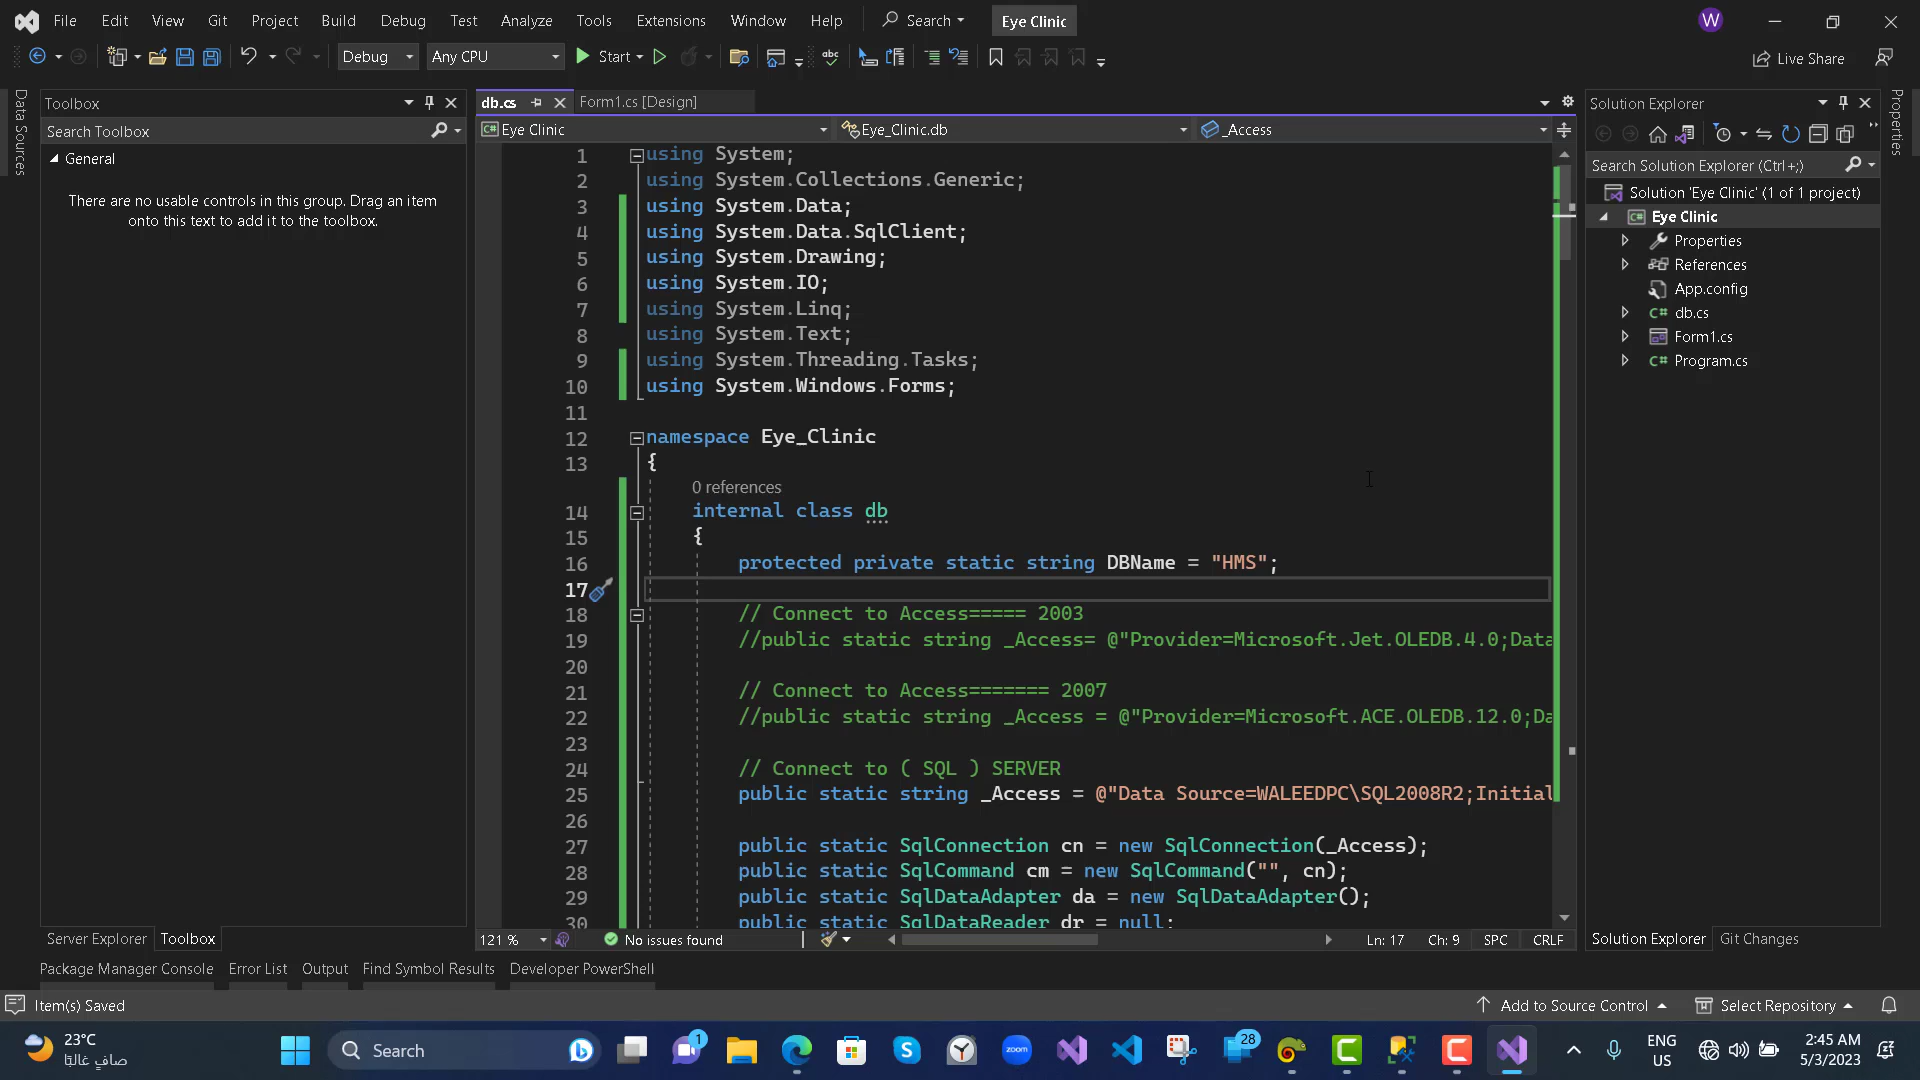 File Edit View Git Project Build Debug Test Analyze Tools Extensions Window Help Search Eye Clinic W
Debug Any CPU Start Live Share
Data Sources
Toolbox
Search Toolbox
General
There are no usable controls in this group. Drag an item
onto this text to add it to the toolbox.
Server Explorer Toolbox
db.cs Form1.cs [Design]
Eye Clinic Eye_Clinic.db _Access
1 using System;
2 using System.Collections.Generic;
3 using System.Data;
4 using System.Data.SqlClient;
5 using System.Drawing;
6 using System.IO;
7 using System.Linq;
8 using System.Text;
9 using System.Threading.Tasks;
10 using System.Windows.Forms;
11
12 namespace Eye_Clinic
13 {
0 references
14 internal class db
15 {
16 protected private static string DBName = "HMS";
17
18 // Connect to Access===== 2003
19 //public static string _Access= @"Provider=Microsoft.Jet.OLEDB.4.0;Data
20
21 // Connect to Access======= 2007
22 //public static string _Access = @"Provider=Microsoft.ACE.OLEDB.12.0;Da
23
24 // Connect to ( SQL ) SERVER
25 public static string _Access = @"Data Source=WALEEDPC\SQL2008R2;Initial
26
27 public static SqlConnection cn = new SqlConnection(_Access);
28 public static SqlCommand cm = new SqlCommand("", cn);
29 public static SqlDataAdapter da = new SqlDataAdapter();
30 public static SqlDataReader dr = null;
121 % No issues found Ln: 17 Ch: 9 SPC CRLF
Solution Explorer
Search Solution Explorer (Ctrl+;)
Solution 'Eye Clinic' (1 of 1 project)
Eye Clinic
Properties
References
App.config
db.cs
Form1.cs
Program.cs
Solution Explorer Git Changes
Properties
Package Manager Console Error List Output Find Symbol Results Developer PowerShell
Item(s) Saved Add to Source Control Select Repository
23°C
صافٍ غالبًا
Search 1 zoom 28
ENG
US
2:45 AM
5/3/2023